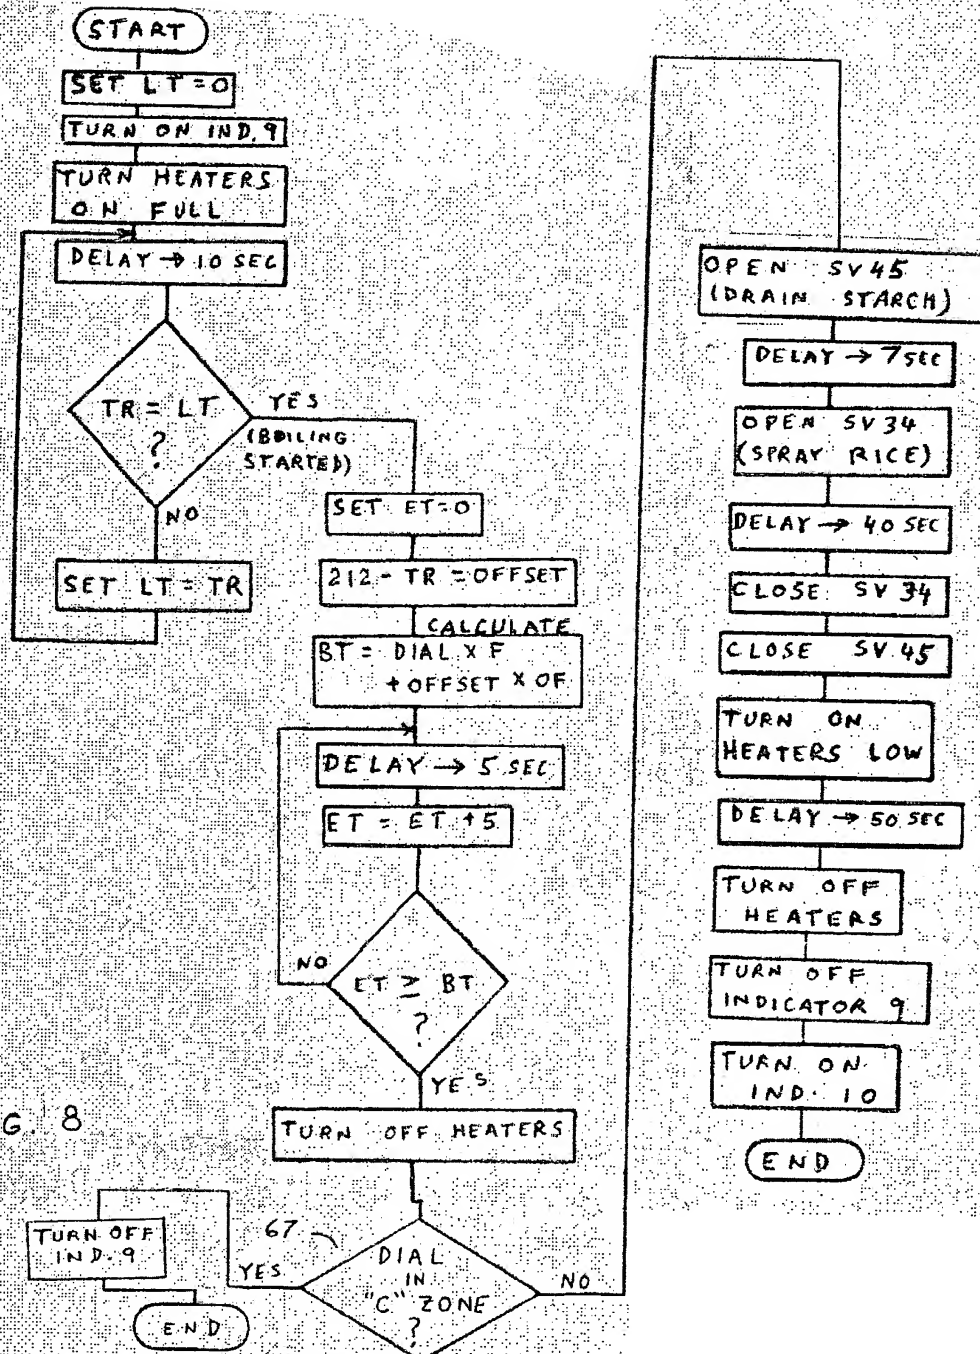 START
SET LT = 0
TURN ON IND. 9
TURN HEATERS
ON FULL
DELAY → 10 SEC
TR = LT
?
YES
(BOILING
STARTED)
NO
SET LT = TR
SET ET=0
212 - TR = OFFSET
CALCULATE
BT = DIAL X F
+ OFFSET X OF
DELAY → 5 SEC
ET = ET + 5
NO
ET ≥ BT
?
YES
TURN OFF HEATERS
G. 8
67
DIAL
IN
"C" ZONE
?
YES
NO
TURN OFF
IND. 9
END
OPEN SV 45
(DRAIN STARCH)
DELAY → 7 SEC
OPEN SV 34
(SPRAY RICE)
DELAY → 40 SEC
CLOSE SV 34
CLOSE SV 45
TURN ON
HEATERS LOW
DELAY → 50 SEC
TURN OFF
HEATERS
TURN OFF
INDICATOR 9
TURN ON
IND. 10
END